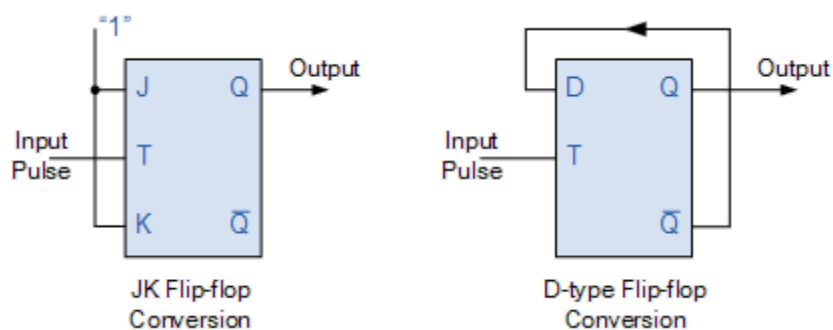 "1"
J Q Output
Input
Pulse T
K Q̅
JK Flip-flop
Conversion
D Q Output
Input
Pulse T
Q̅
D-type Flip-flop
Conversion